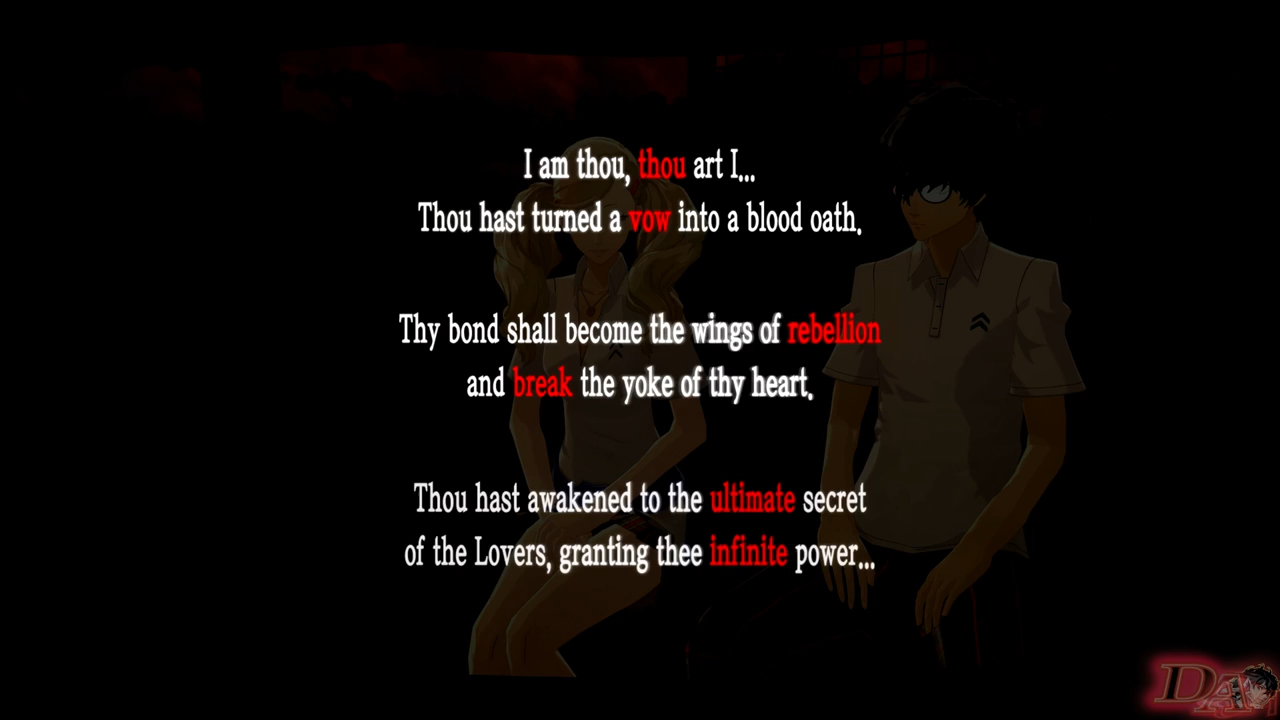 I am thou, thou art I...
Thou hast turned a vow into a blood oath.
Thy bond shall become the wings of rebellion
and break the yoke of thy heart.
Thou hast awakened to the ultimate secret
of the Lovers, granting thee infinite power...
DA